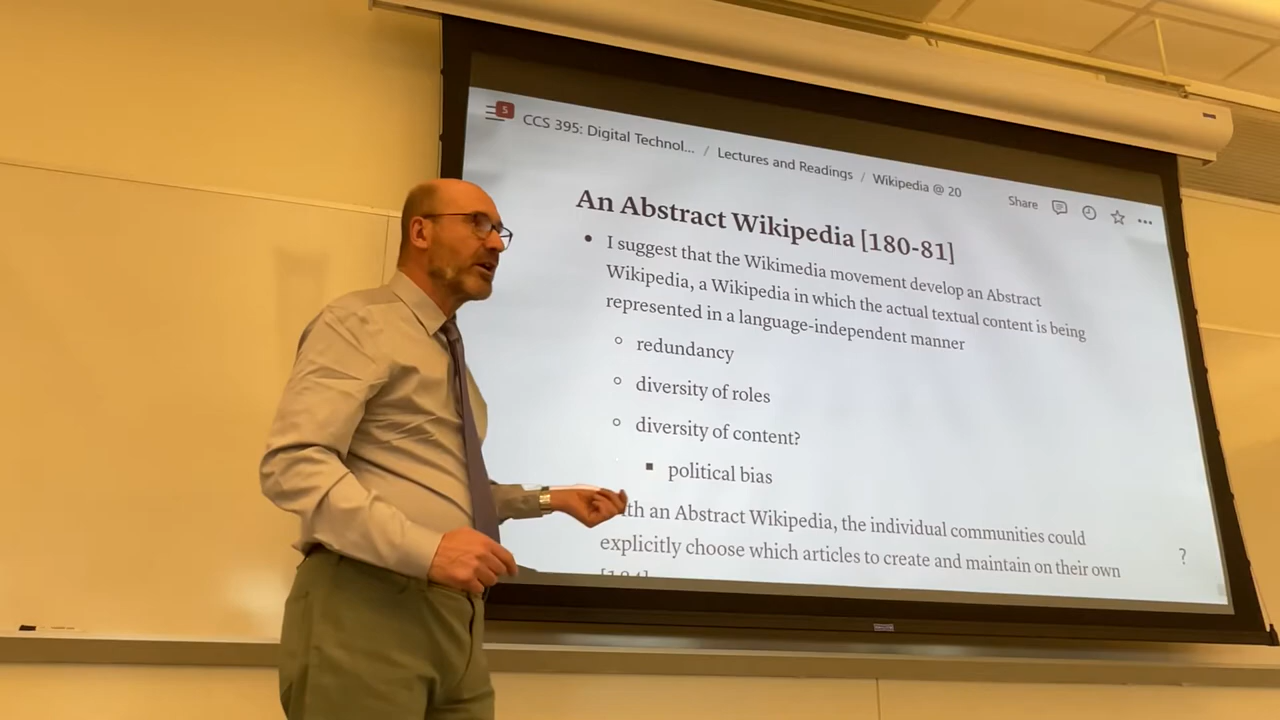 5
CCS 395: Digital Technol... / Lectures and Readings / Wikipedia @ 20
Share
An Abstract Wikipedia [180-81]
• I suggest that the Wikimedia movement develop an Abstract
Wikipedia, a Wikipedia in which the actual textual content is being
represented in a language-independent manner
redundancy
diversity of roles
diversity of content?
political bias
an Abstract Wikipedia, the individual communities could
explicitly choose which articles to create and maintain on their own
?